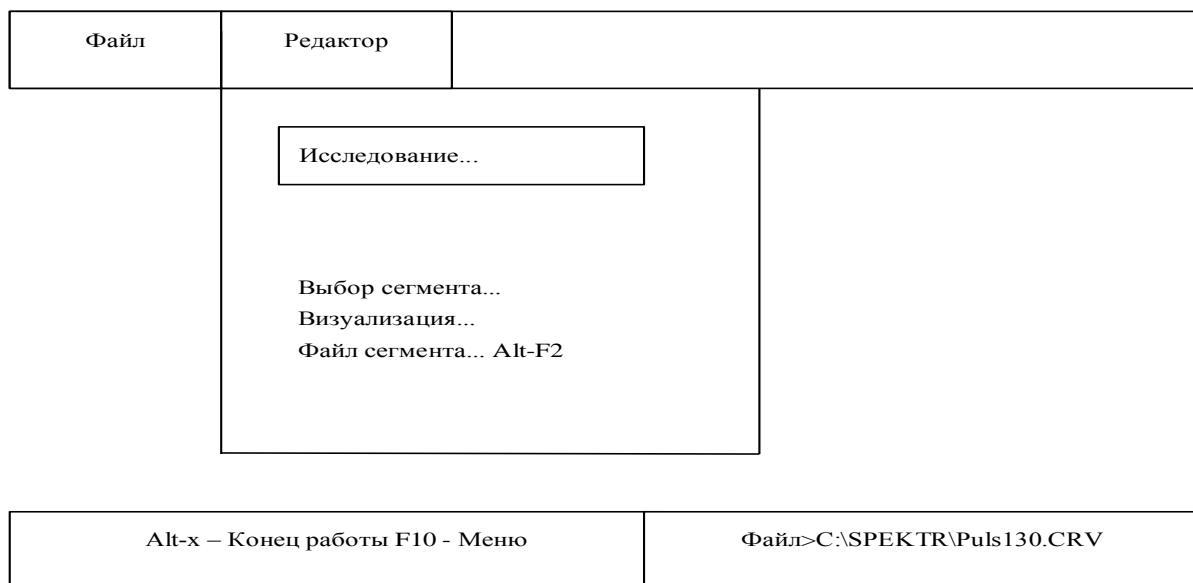 Файл Редактор
Исследование...
Выбор сегмента...
Визуализация...
Файл сегмента... Alt-F2
Alt-x – Конец работы F10 - Меню Файл>C:\SPEKTR\Puls130.CRV